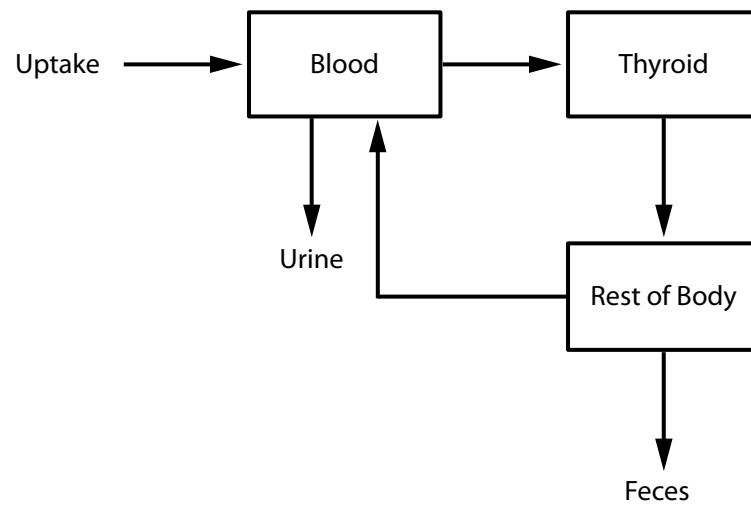 Uptake
Blood
Thyroid
Urine
Rest of Body
Feces